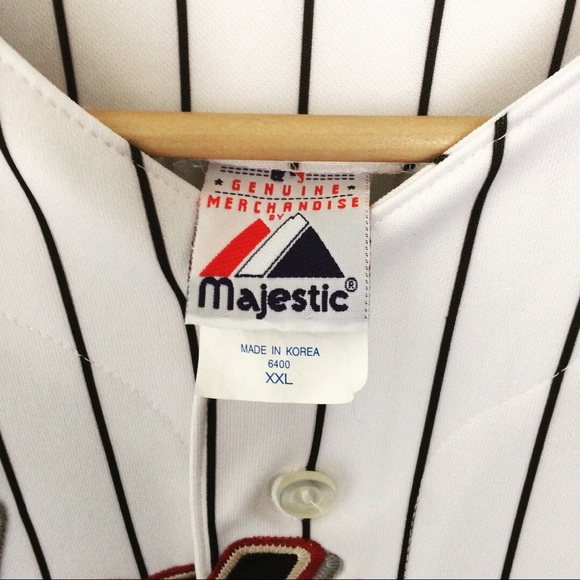 GENUINE
MERCHANDISE
BY
Majestic®
MADE IN KOREA
6400
XXL